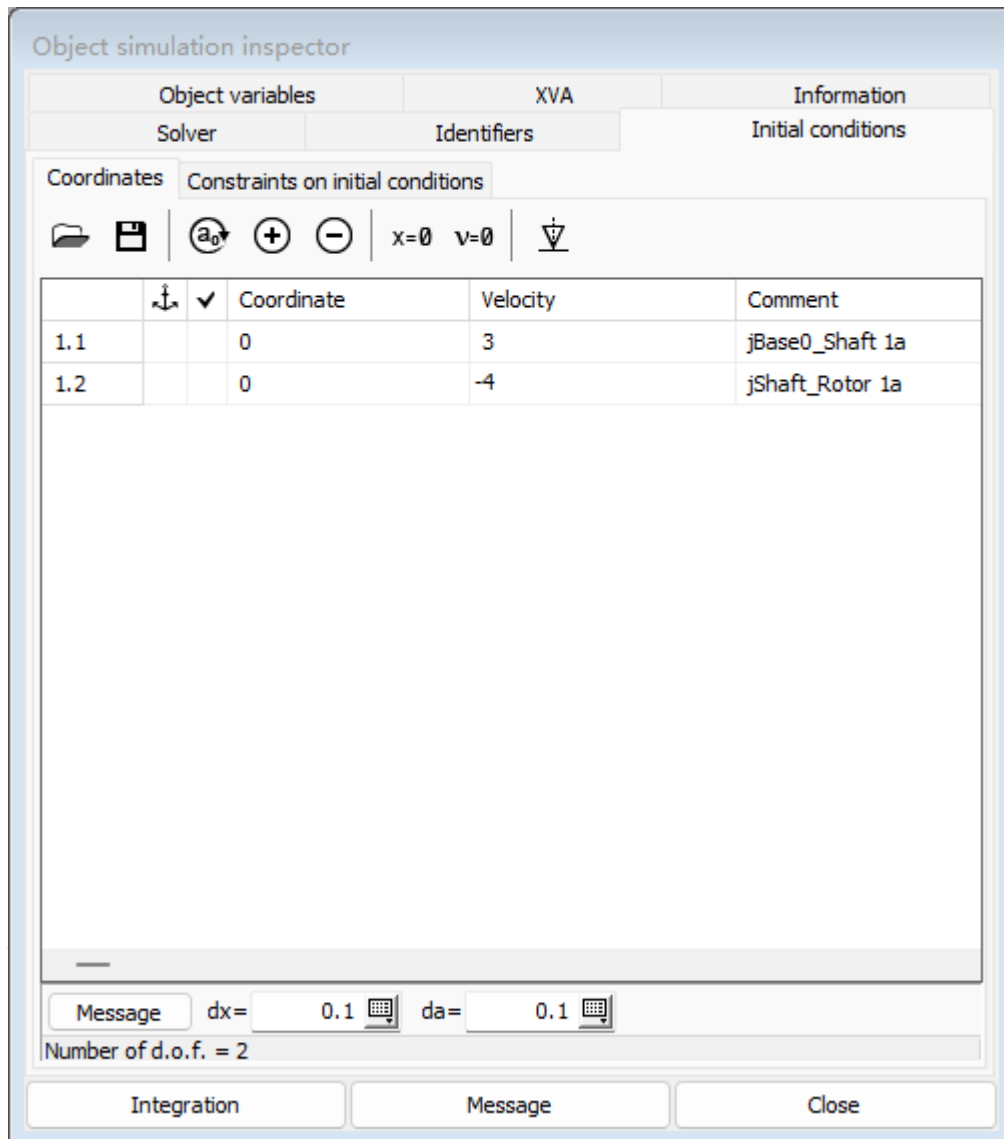 Object simulation inspector
Object variables XVA Information
Solver Identifiers Initial conditions
Coordinates Constraints on initial conditions
a0 x=0 v=0
Coordinate Velocity Comment
1.1 0 3 jBase0_Shaft 1a
1.2 0 -4 jShaft_Rotor 1a
Message dx= 0.1 da= 0.1
Number of d.o.f. = 2
Integration Message Close